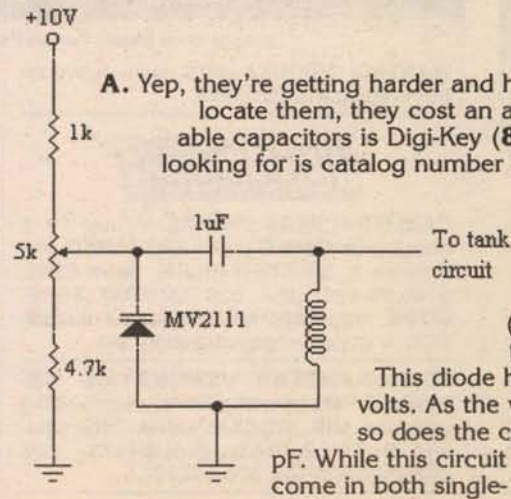 +10V
A. Yep, they're getting harder and h
locate them, they cost an a
able capacitors is Digi-Key (8
looking for is catalog number
1k
1uF
5k
To tank
circuit
MV2111
(
4.7k
This diode h
volts. As the v
so does the c
pF. While this circuit
come in both single-